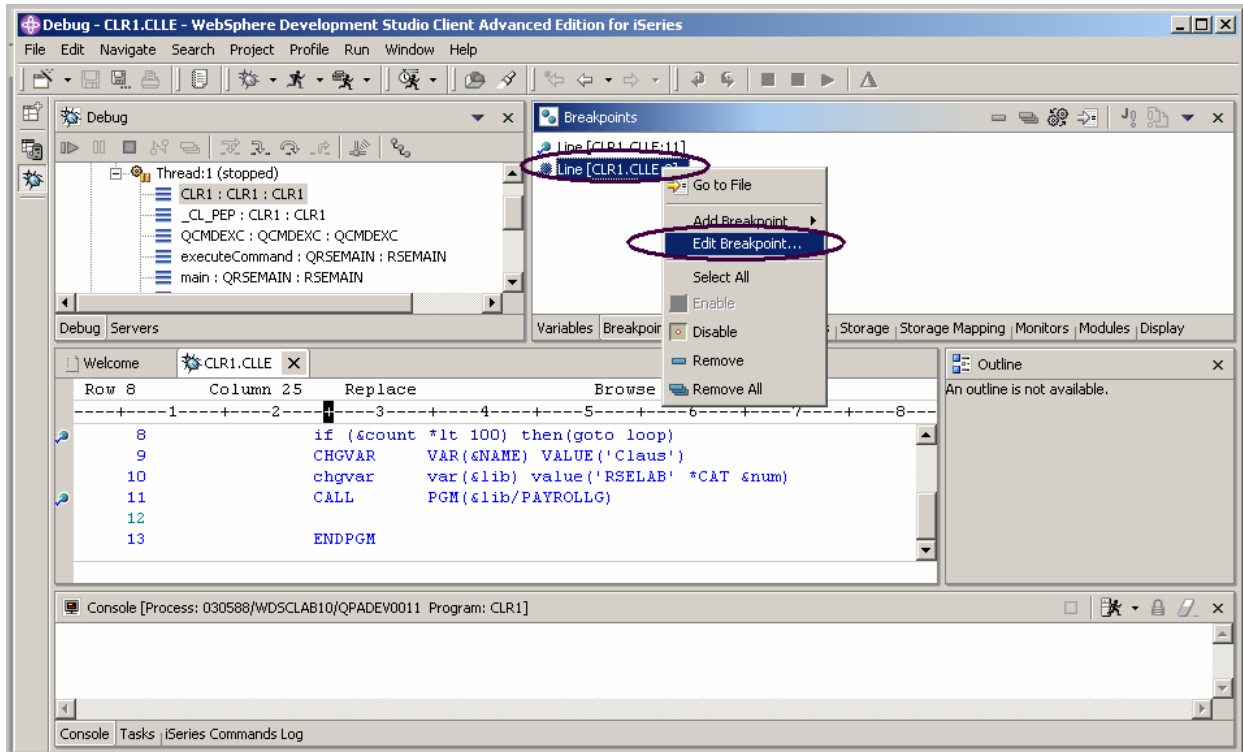 Debug - CLR1.CLLE - WebSphere Development Studio Client Advanced Edition for iSeries
File Edit Navigate Search Project Profile Run Window Help
Debug
Thread:1 (stopped)
CLR1 : CLR1 : CLR1
_CL_PEP : CLR1 : CLR1
QCMDEXC : QCMDEXC : QCMDEXC
executeCommand : QRSEMAIN : RSEMAIN
main : QRSEMAIN : RSEMAIN
Debug Servers
Breakpoints
Line [CLR1.CLLE:11]
Line [CLR1.CLLE
Go to File
Add Breakpoint
Edit Breakpoint...
Select All
Enable
Disable
Remove
Remove All
Variables Breakpoi Storage Storage Mapping Monitors Modules Display
Welcome CLR1.CLLE
Row 8 Column 25 Replace Browse
----+----1----+----2----+----3----+----4----+----5----+----6----+----7----+----8---
8 if (&count *lt 100) then(goto loop)
9 CHGVAR VAR(&NAME) VALUE('Claus')
10 chgvar var(&lib) value('RSELAB' *CAT &num)
11 CALL PGM(&lib/PAYROLLG)
12
13 ENDPGM
Outline
An outline is not available.
Console [Process: 030588/WDSCLAB10/QPADEV0011 Program: CLR1]
Console Tasks iSeries Commands Log